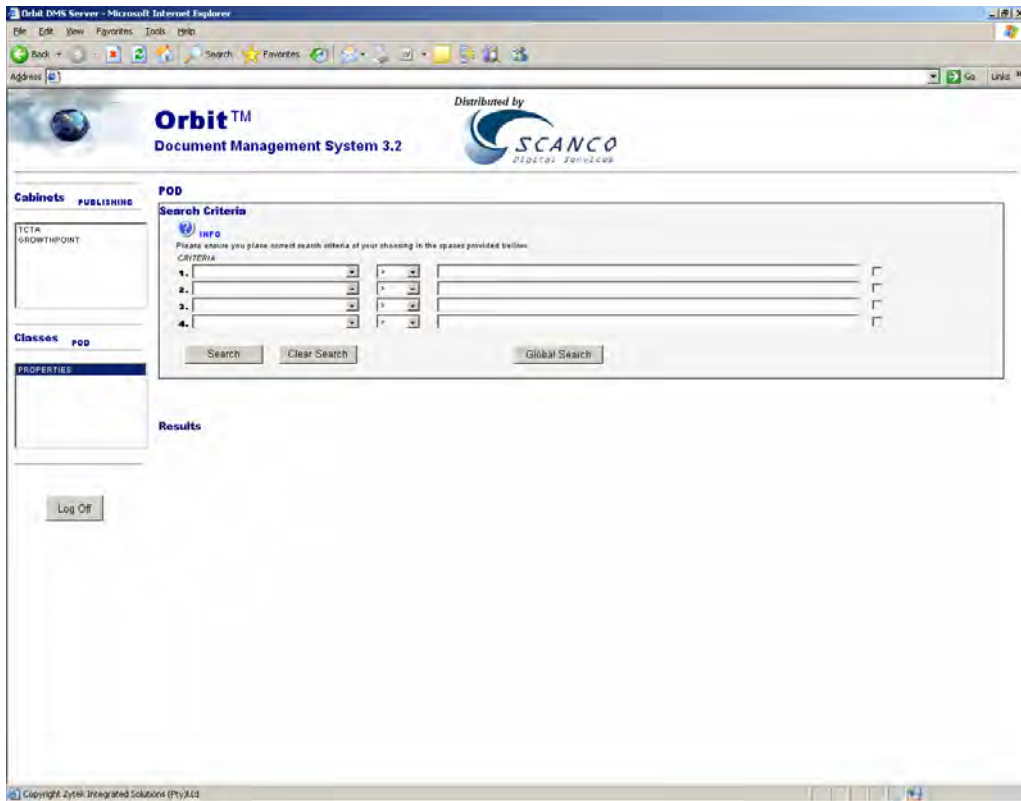 Orbit DMS Server - Microsoft Internet Explorer
File Edit View Favorites Tools Help
Back Search Favorites
Address Go Links »
Orbit™
Document Management System 3.2
Distributed by
SCANCO
Digital Services
Cabinets PUBLISHING
TCTA
GROWTHPOINT
Classes POD
PROPERTIES
Log Off
POD
Search Criteria
INFO
Please ensure you place correct search criteria of your choosing in the spaces provided bellow
CRITERIA
1.
2.
3.
4.
Search Clear Search Global Search
Results
Copyright Zytek Integrated Solutions (Pty)Ltd